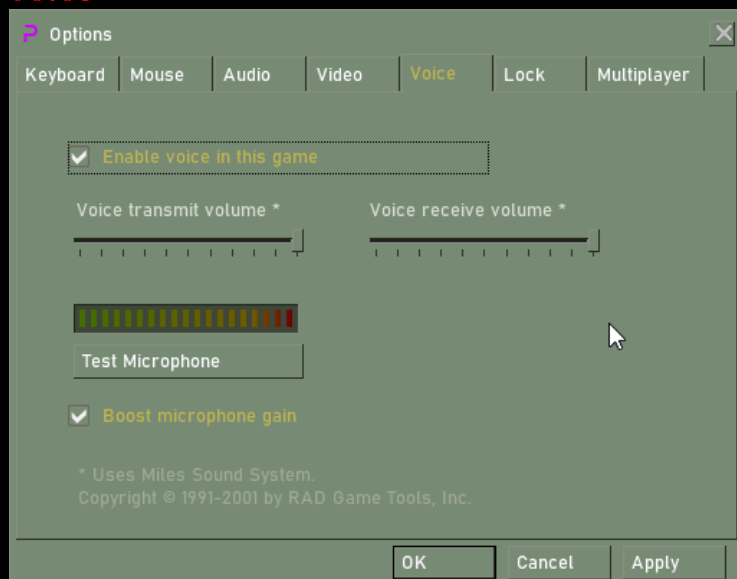 Options
Keyboard Mouse Audio Video Voice Lock Multiplayer
Enable voice in this game
Voice transmit volume * Voice receive volume *
Test Microphone
Boost microphone gain
* Uses Miles Sound System.
Copyright © 1991-2001 by RAD Game Tools, Inc.
OK Cancel Apply